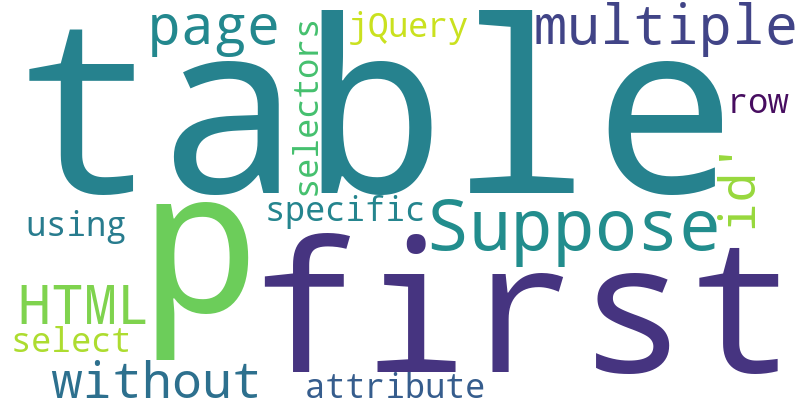 page
jQuery
multiple
table
selectors
row
id'
using
specific
Suppose
p
first
HTML
select
without
attribute